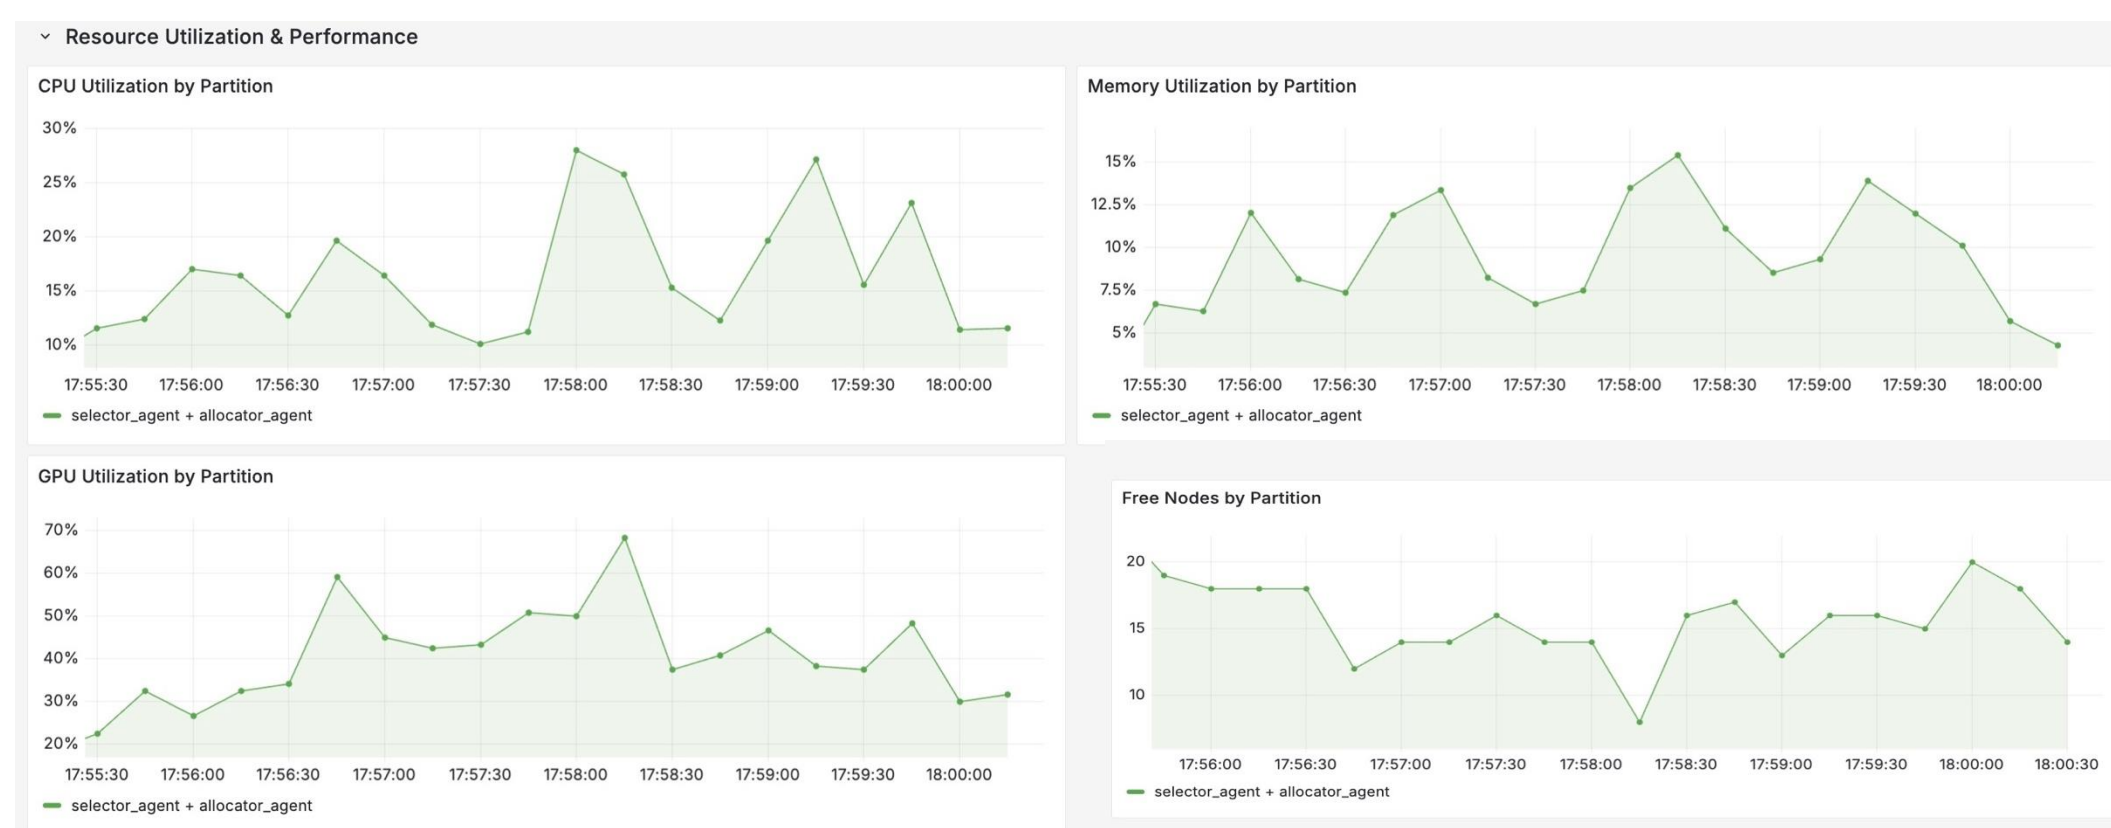 Resource Utilization & Performance
CPU Utilization by Partition
30%
25%
20%
15%
10%
17:55:30 17:56:00 17:56:30 17:57:00 17:57:30 17:58:00 17:58:30 17:59:00 17:59:30 18:00:00
selector_agent + allocator_agent
Memory Utilization by Partition
15%
12.5%
10%
7.5%
5%
17:55:30 17:56:00 17:56:30 17:57:00 17:57:30 17:58:00 17:58:30 17:59:00 17:59:30 18:00:00
selector_agent + allocator_agent
GPU Utilization by Partition
70%
60%
50%
40%
30%
20%
17:55:30 17:56:00 17:56:30 17:57:00 17:57:30 17:58:00 17:58:30 17:59:00 17:59:30 18:00:00
selector_agent + allocator_agent
Free Nodes by Partition
20
15
10
17:56:00 17:56:30 17:57:00 17:57:30 17:58:00 17:58:30 17:59:00 17:59:30 18:00:00 18:00:30
selector_agent + allocator_agent